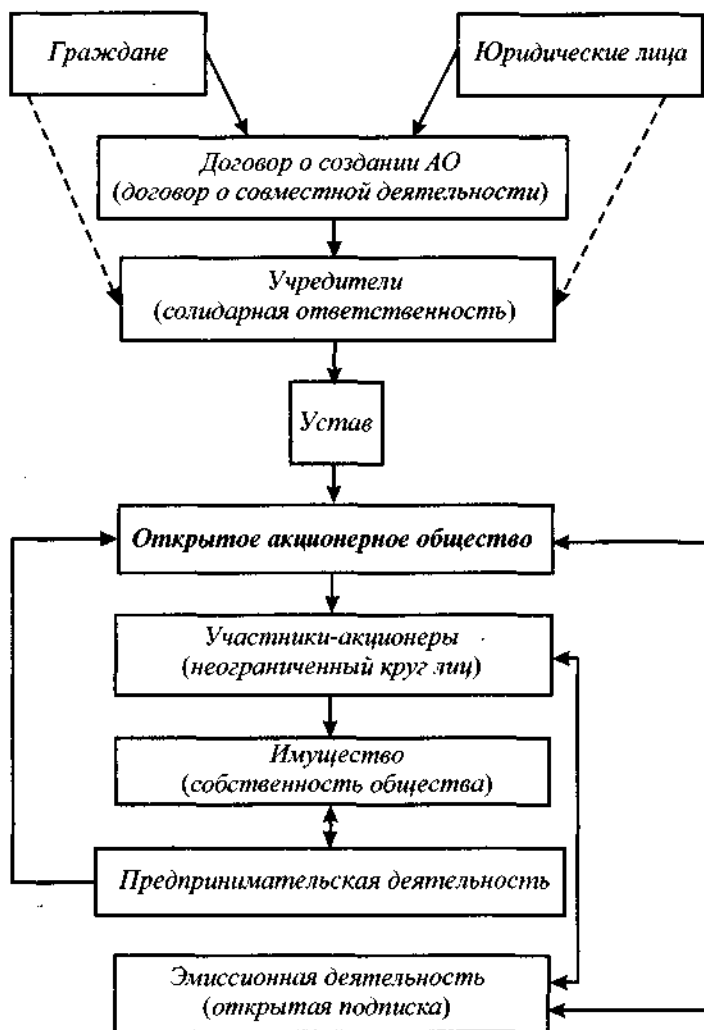 Граждане
Юридические лица
Договор о создании АО
(договор о совместной деятельности)
Учредители
(солидарная ответственность)
Устав
Открытое акционерное общество
Участники-акционеры
(неограниченный круг лиц)
Имущество
(собственность общества)
Предпринимательская деятельность
Эмиссионная деятельность
(открытая подписка)